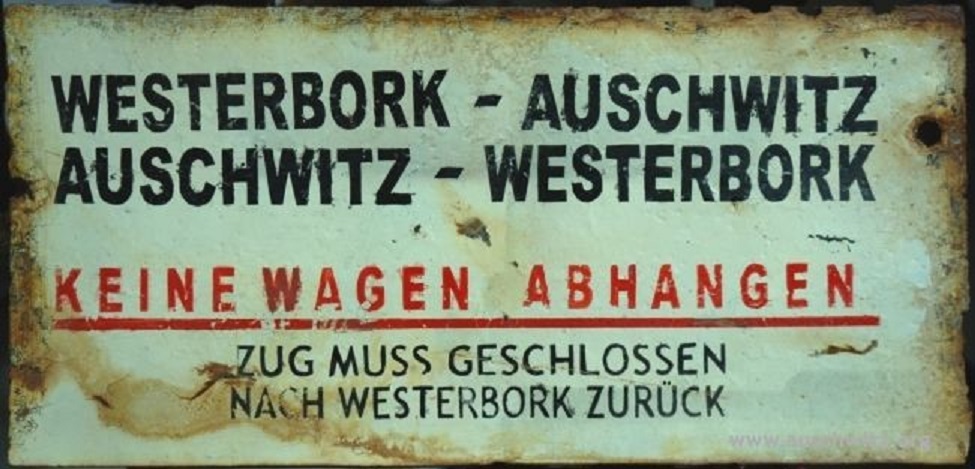 WESTERBORK - AUSCHWITZ
AUSCHWITZ - WESTERBORK
KEINE WAGEN ABHANGEN
ZUG MUSS GESCHLOSSEN
NACH WESTERBORK ZURÜCK